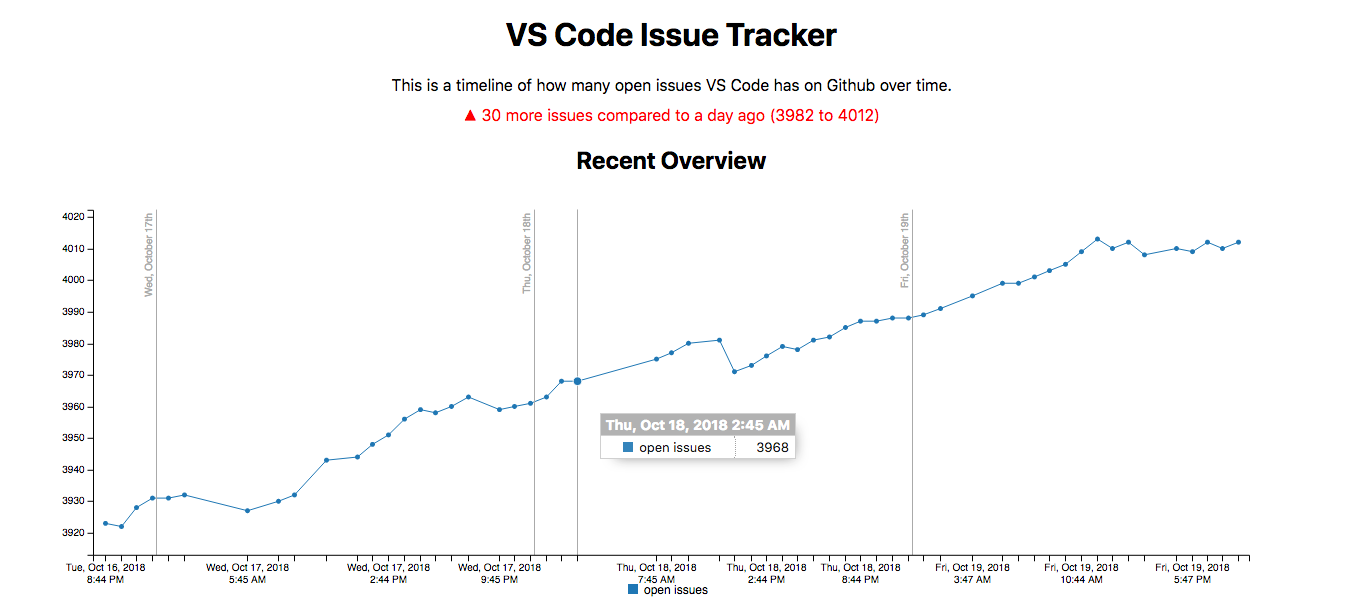 VS Code Issue Tracker
This is a timeline of how many open issues VS Code has on Github over time.
▲ 30 more issues compared to a day ago (3982 to 4012)
Recent Overview
4020
4010
4000
3990
3980
3970
3960
3950
3940
3930
3920
Wed, October 17th
Thu, October 18th
Fri, October 19th
Thu, Oct 18, 2018 2:45 AM
open issues 3968
Tue, Oct 16, 2018
8:44 PM
Wed, Oct 17, 2018
5:45 AM
Wed, Oct 17, 2018
2:44 PM
Wed, Oct 17, 2018
9:45 PM
Thu, Oct 18, 2018
7:45 AM
Thu, Oct 18, 2018
2:44 PM
Thu, Oct 18, 2018
8:44 PM
Fri, Oct 19, 2018
3:47 AM
Fri, Oct 19, 2018
10:44 AM
Fri, Oct 19, 2018
5:47 PM
open issues